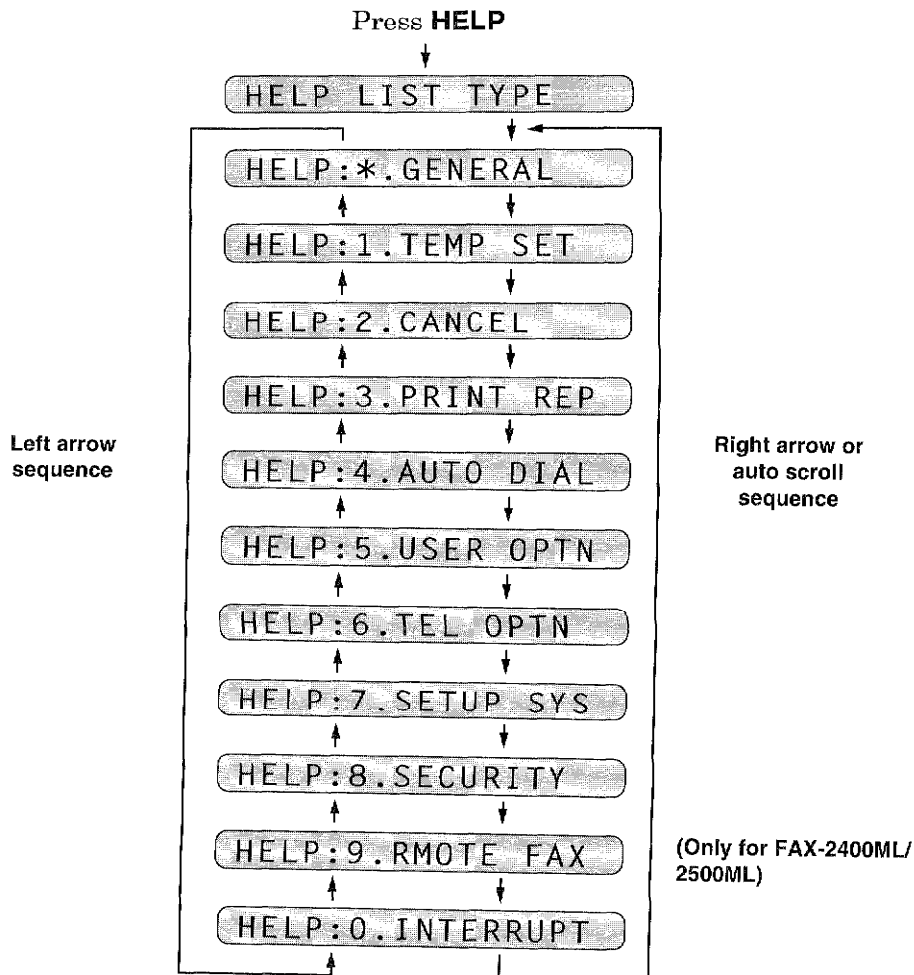 Press HELP
HELP LIST TYPE
HELP:*.GENERAL
HELP:1.TEMP SET
HELP:2.CANCEL
HELP:3.PRINT REP
Left arrow
sequence
HELP:4.AUTO DIAL
Right arrow or
auto scroll
sequence
HELP:5.USER OPTN
HELP:6.TEL OPTN
HELP:7.SETUP SYS
HELP:8.SECURITY
HELP:9.RMOTE FAX
(Only for FAX-2400ML/
2500ML)
HELP:0.INTERRUPT